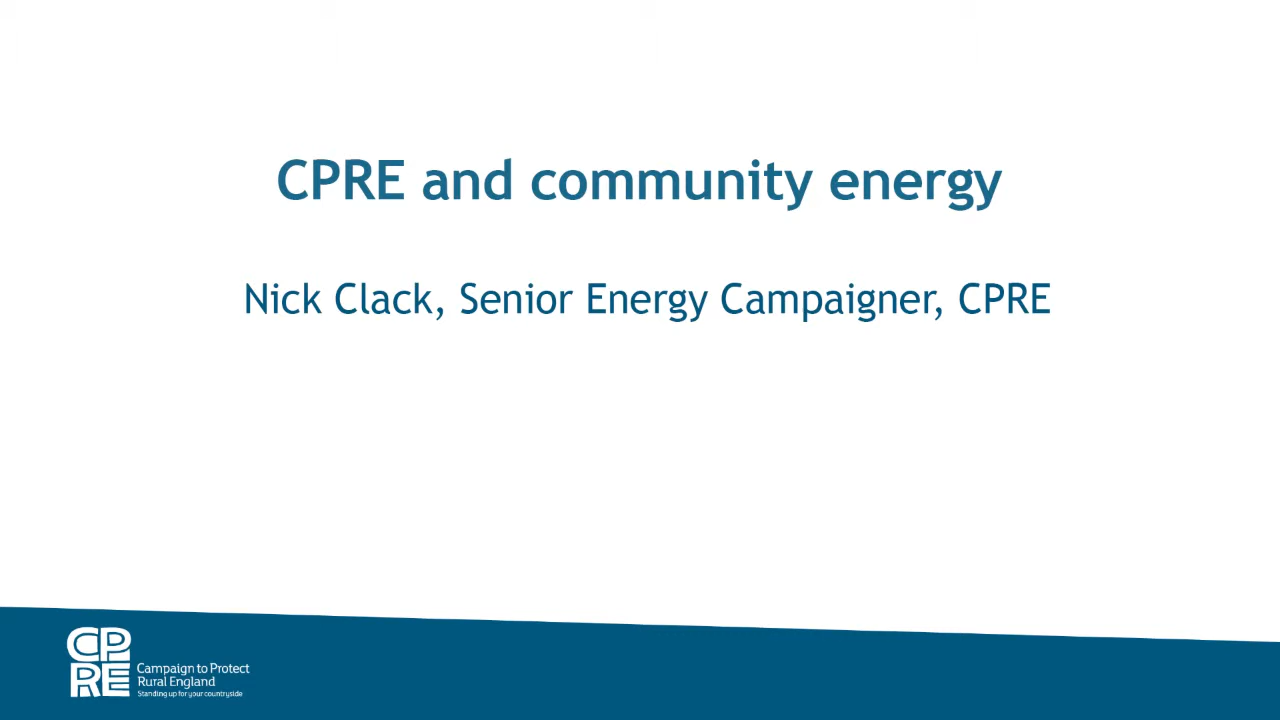 CPRE and community energy
Nick Clack, Senior Energy Campaigner, CPRE
CP
RE
Campaign to Protect
Rural England
Standing up for your countryside